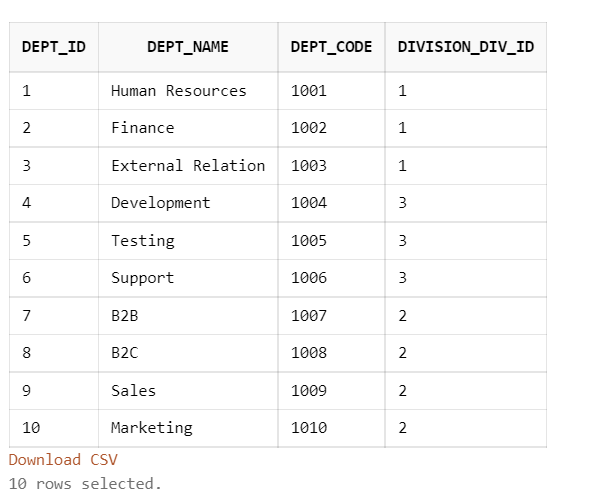 DEPT_ID DEPT_NAME DEPT_CODE DIVISION_DIV_ID
1 Human Resources 1001 1
2 Finance 1002 1
3 External Relation 1003 1
4 Development 1004 3
5 Testing 1005 3
6 Support 1006 3
7 B2B 1007 2
8 B2C 1008 2
9 Sales 1009 2
10 Marketing 1010 2
Download CSV
10 rows selected.